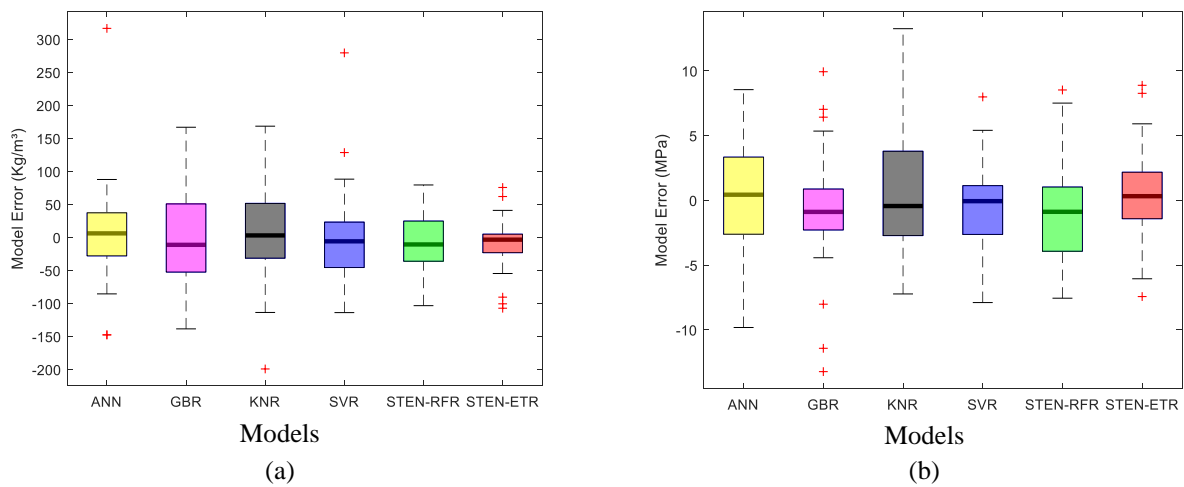 300
250
200
150
100
50
0
-50
-100
-150
-200
Model Error (Kg/m³)
ANN GBR KNR SVR STEN-RFR STEN-ETR
Models
(a)
10
5
0
-5
-10
Model Error (MPa)
ANN GBR KNR SVR STEN-RFR STEN-ETR
Models
(b)